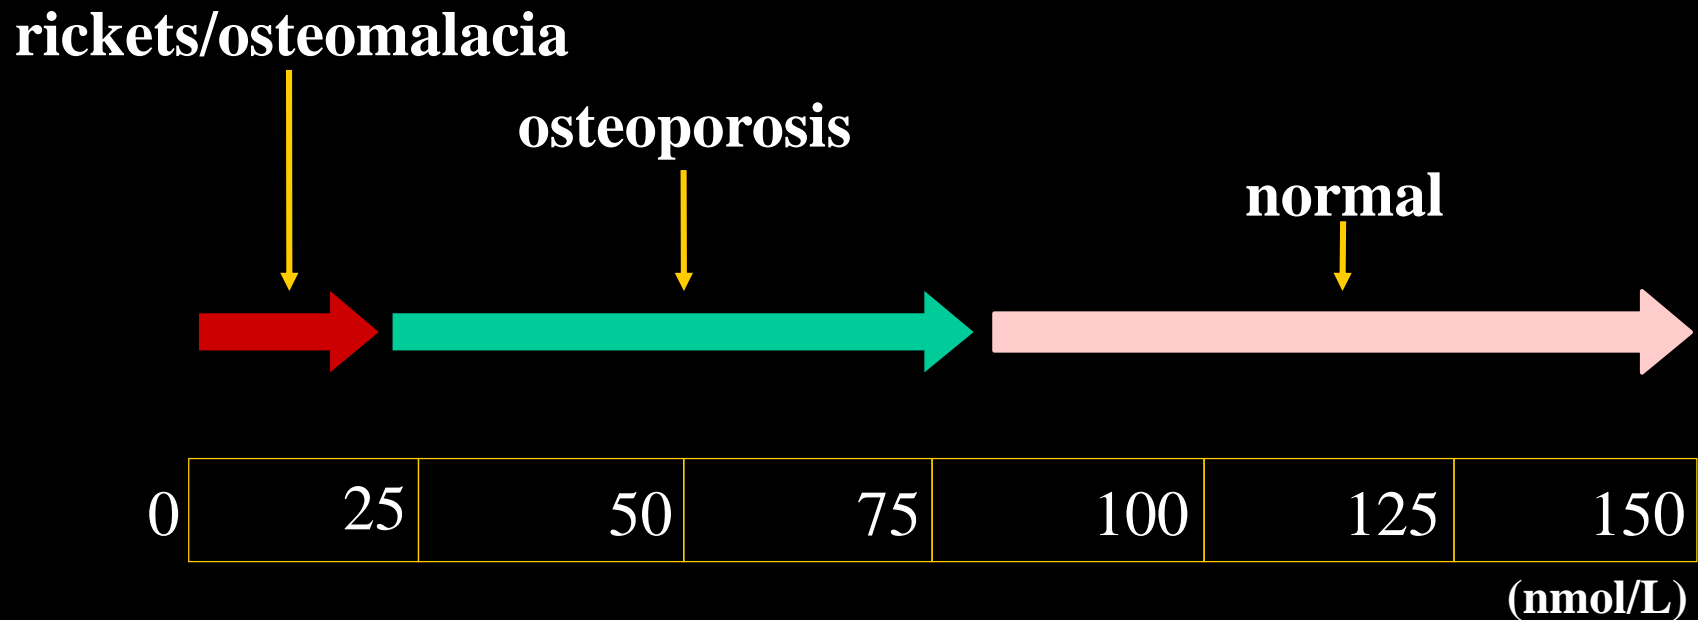 rickets/osteomalacia
osteoporosis
normal
0 25 50 75 100 125 150
(nmol/L)